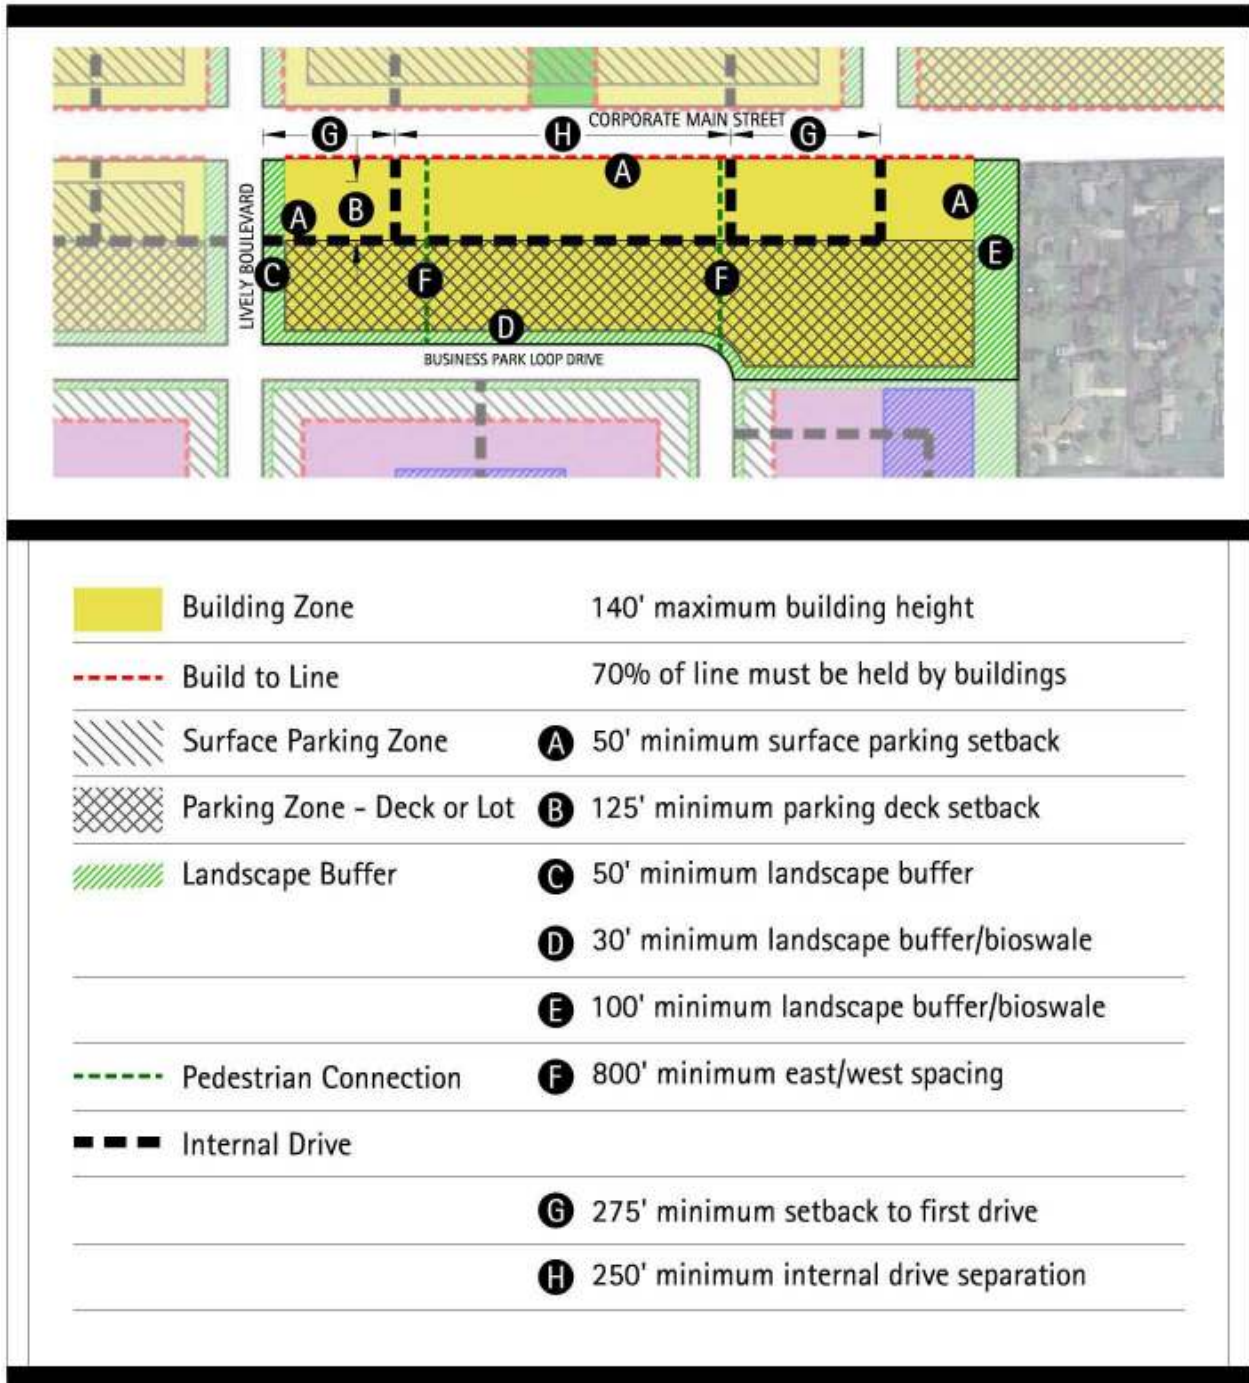 CORPORATE MAIN STREET
G
H
G
A
LIVELY BOULEVARD
A
B
A
C
F
F
E
D
BUSINESS PARK LOOP DRIVE
Building Zone 140' maximum building height
Build to Line 70% of line must be held by buildings
Surface Parking Zone A 50' minimum surface parking setback
Parking Zone - Deck or Lot B 125' minimum parking deck setback
Landscape Buffer C 50' minimum landscape buffer
D 30' minimum landscape buffer/bioswale
E 100' minimum landscape buffer/bioswale
Pedestrian Connection F 800' minimum east/west spacing
Internal Drive
G 275' minimum setback to first drive
H 250' minimum internal drive separation